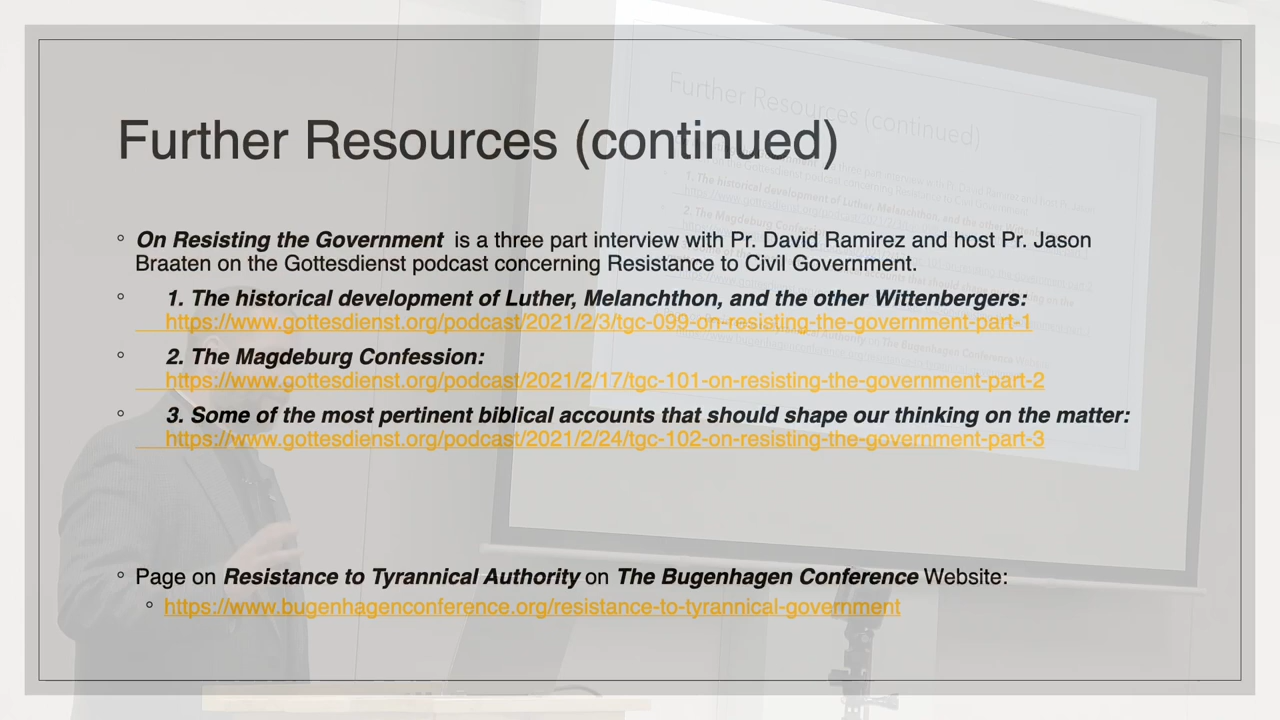 Further Resources (continued)
On Resisting the Government is a three part interview with Pr. David Ramirez and host Pr. Jason
Braaten on the Gottesdienst podcast concerning Resistance to Civil Government.
1. The historical development of Luther, Melanchthon, and the other Wittenbergers:
https://www.gottesdienst.org/podcast/2021/2/3/tgc-099-on-resisting-the-government-part-1
2. The Magdeburg Confession:
https://www.gottesdienst.org/podcast/2021/2/17/tgc-101-on-resisting-the-government-part-2
3. Some of the most pertinent biblical accounts that should shape our thinking on the matter:
https://www.gottesdienst.org/podcast/2021/2/24/tgc-102-on-resisting-the-government-part-3
Page on Resistance to Tyrannical Authority on The Bugenhagen Conference Website:
https://www.bugenhagenconference.org/resistance-to-tyrannical-government
Further Resources (continued)